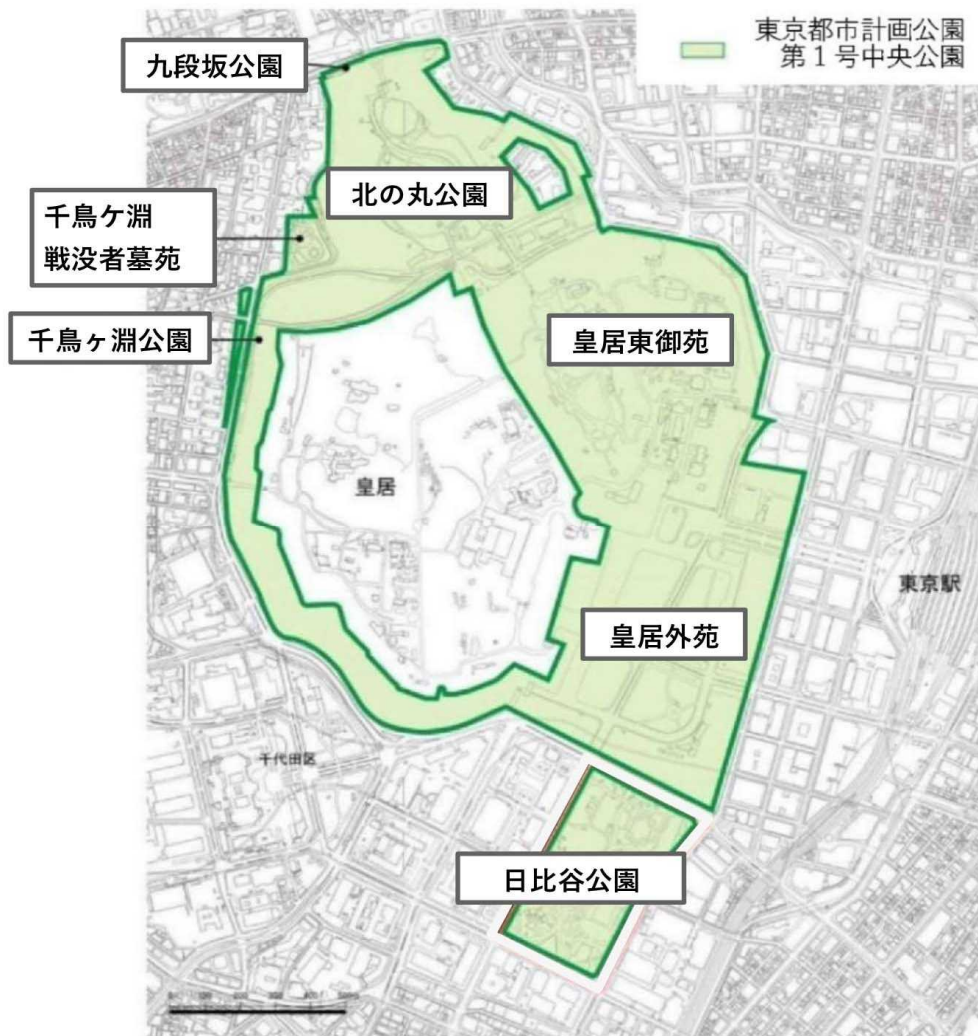 東京都市計画公園
第１号中央公園
九段坂公園
北の丸公園
千鳥ケ淵
戦没者墓苑
千鳥ヶ淵公園
皇居東御苑
皇居
東京駅
皇居外苑
千代田区
日比谷公園